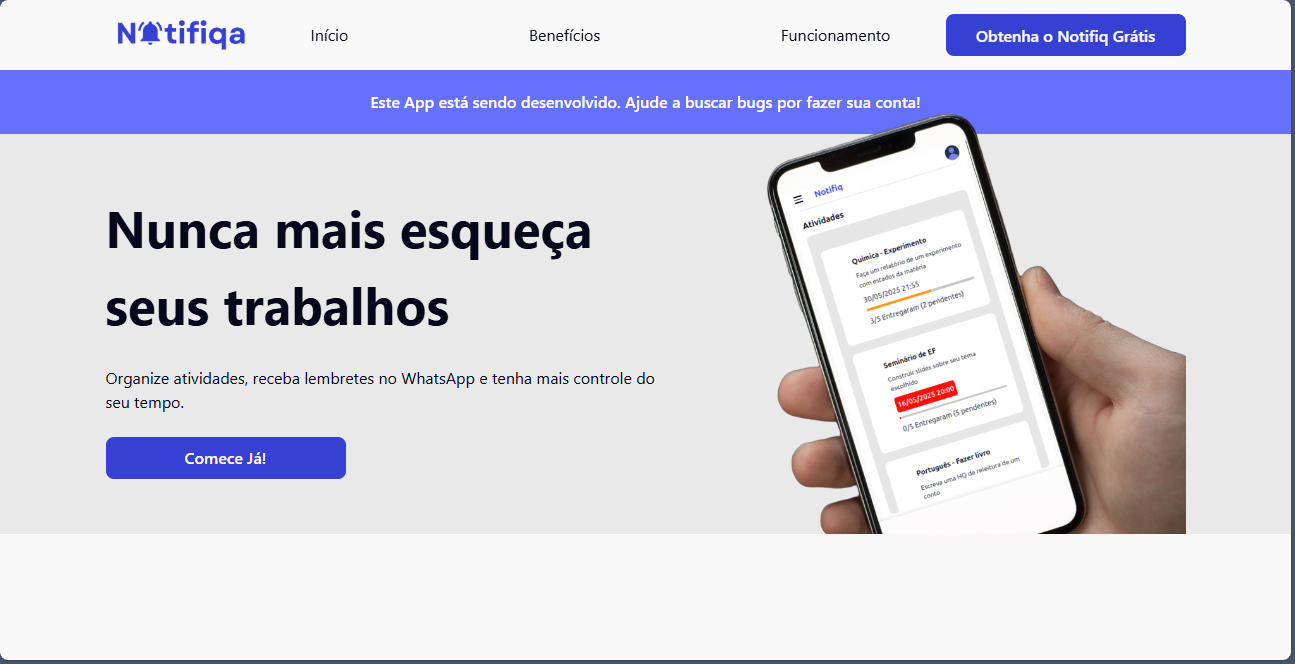 Notifiqa
Início
Benefícios
Funcionamento
Obtenha o Notifiq Grátis
Este App está sendo desenvolvido. Ajude a buscar bugs por fazer sua conta!
Nunca mais esqueça
seus trabalhos
Organize atividades, receba lembretes no WhatsApp e tenha mais controle do
seu tempo.
Comece Já!
Notifiq
Atividades
Química - Experimento
Faça um relatório de um experimento
com estados da matéria
30/05/2025 21:55
3/5 Entregaram (2 pendentes)
Seminário de EF
Construir slides sobre seu tema
escolhido
16/05/2025 20:00
0/5 Entregaram (5 pendentes)
Português - Fazer livro
Escreva uma HQ de releitura de um
conto